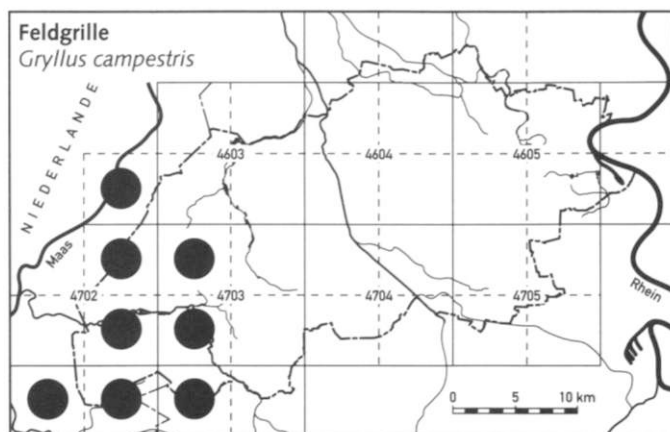 Feldgrille
Gryllus campestris
NIEDERLANDE
Maas
4603
4604
4605
4702
4703
4704
4705
Rhein
0 5 10 km